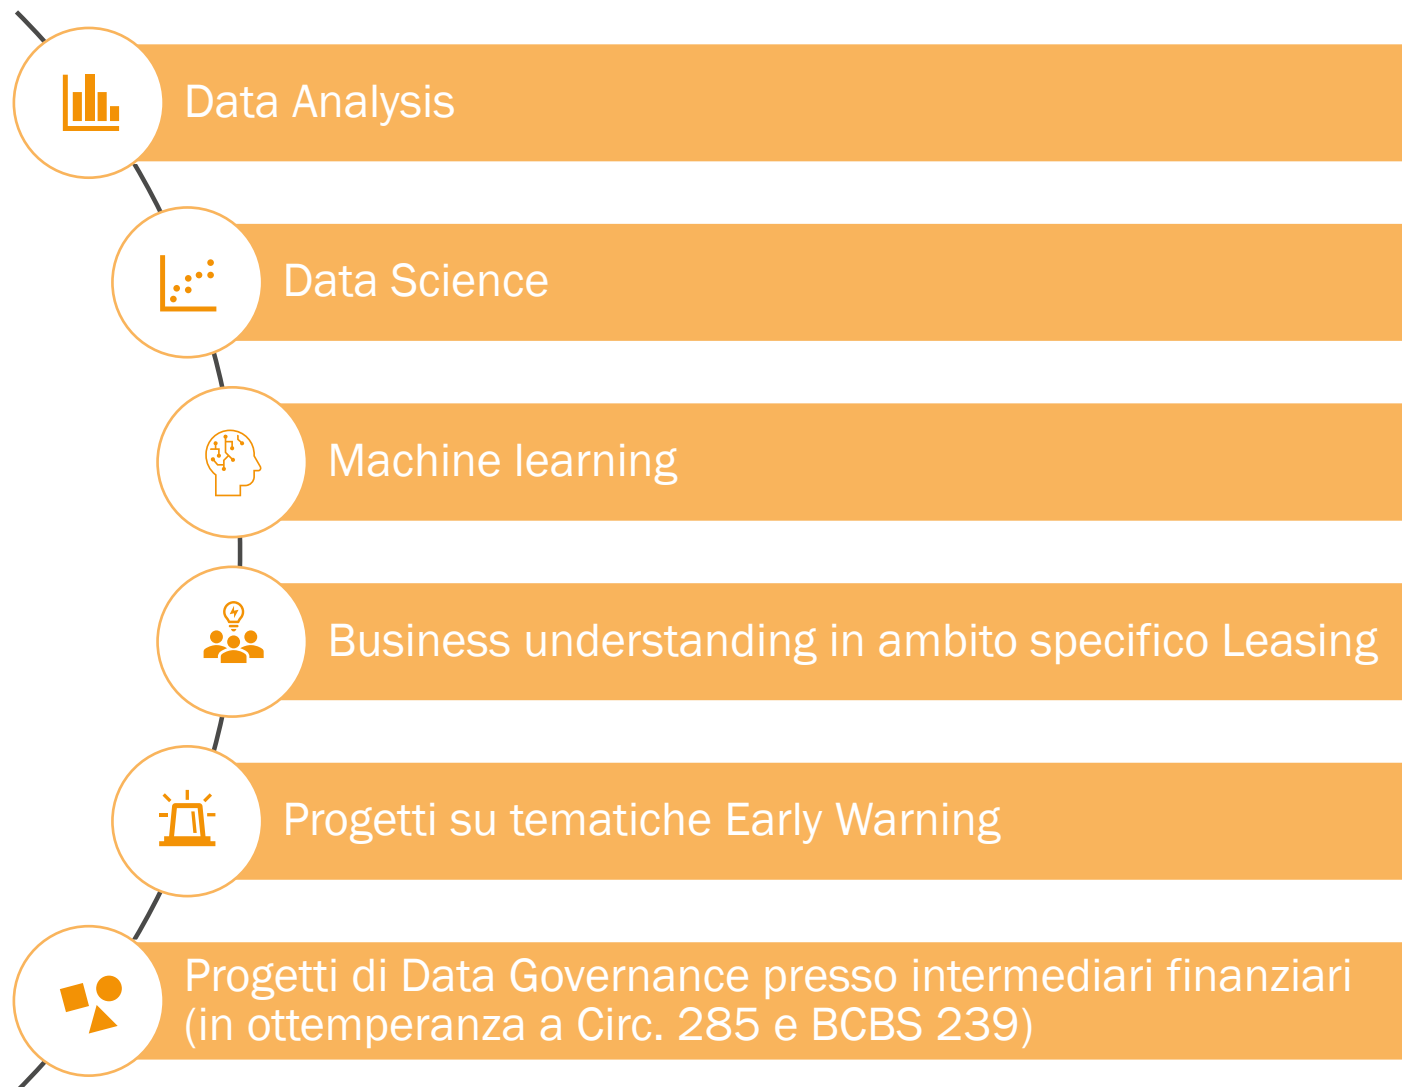 Data Analysis
Data Science
Machine learning
Business understanding in ambito specifico Leasing
Progetti su tematiche Early Warning
Progetti di Data Governance presso intermediari finanziari
(in ottemperanza a Circ. 285 e BCBS 239)